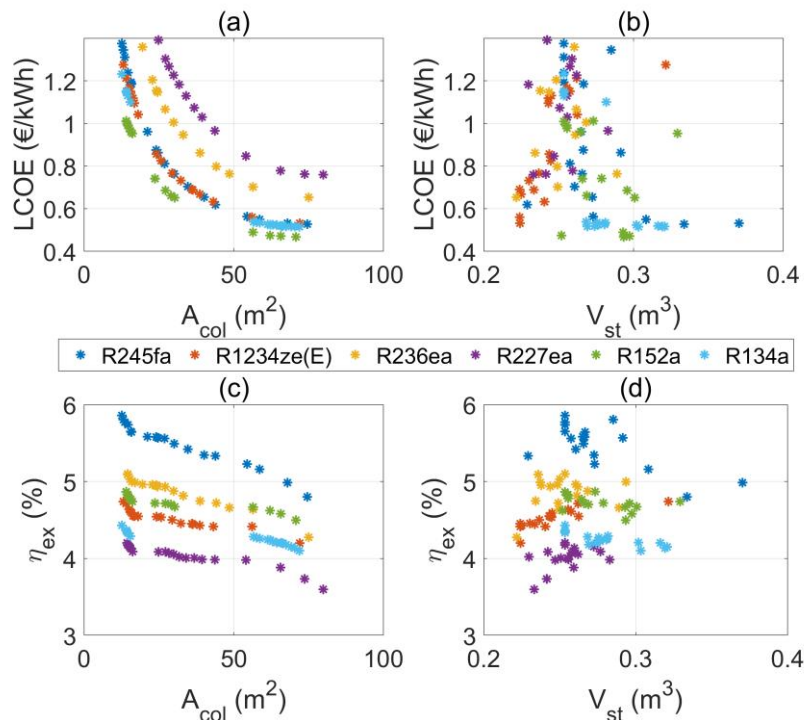 (a)
(b)
LCOE (€/kWh)
1.2
1
0.8
0.6
0.4
0
50
100
A_col (m²)
LCOE (€/kWh)
1.2
1
0.8
0.6
0.4
0.2
0.3
0.4
V_st (m³)
R245fa R1234ze(E) R236ea R227ea R152a R134a
(c)
(d)
η_ex (%)
6
5
4
3
0
50
100
A_col (m²)
η_ex (%)
6
5
4
3
0.2
0.3
0.4
V_st (m³)